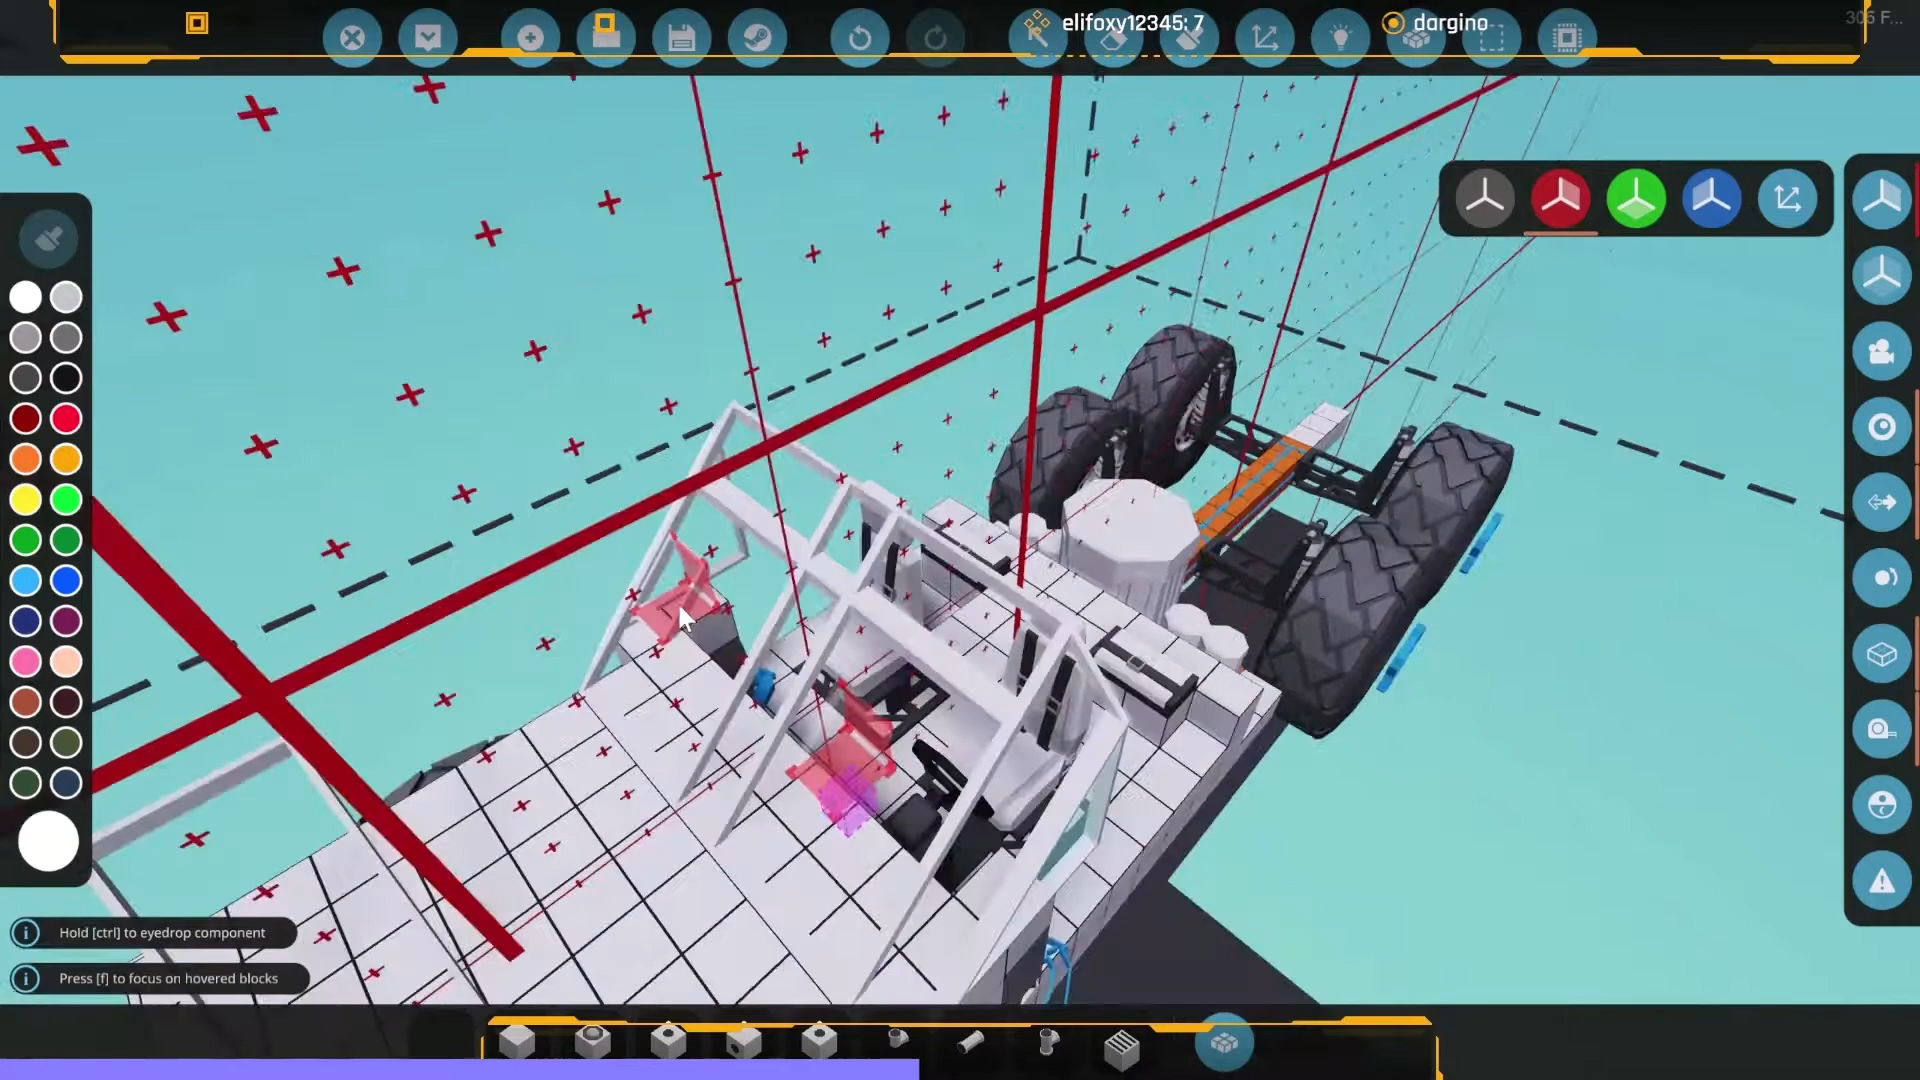 elifoxy12345: 7
dargino
Hold [ctrl] to eyedrop component
Press [f] to focus on hovered blocks